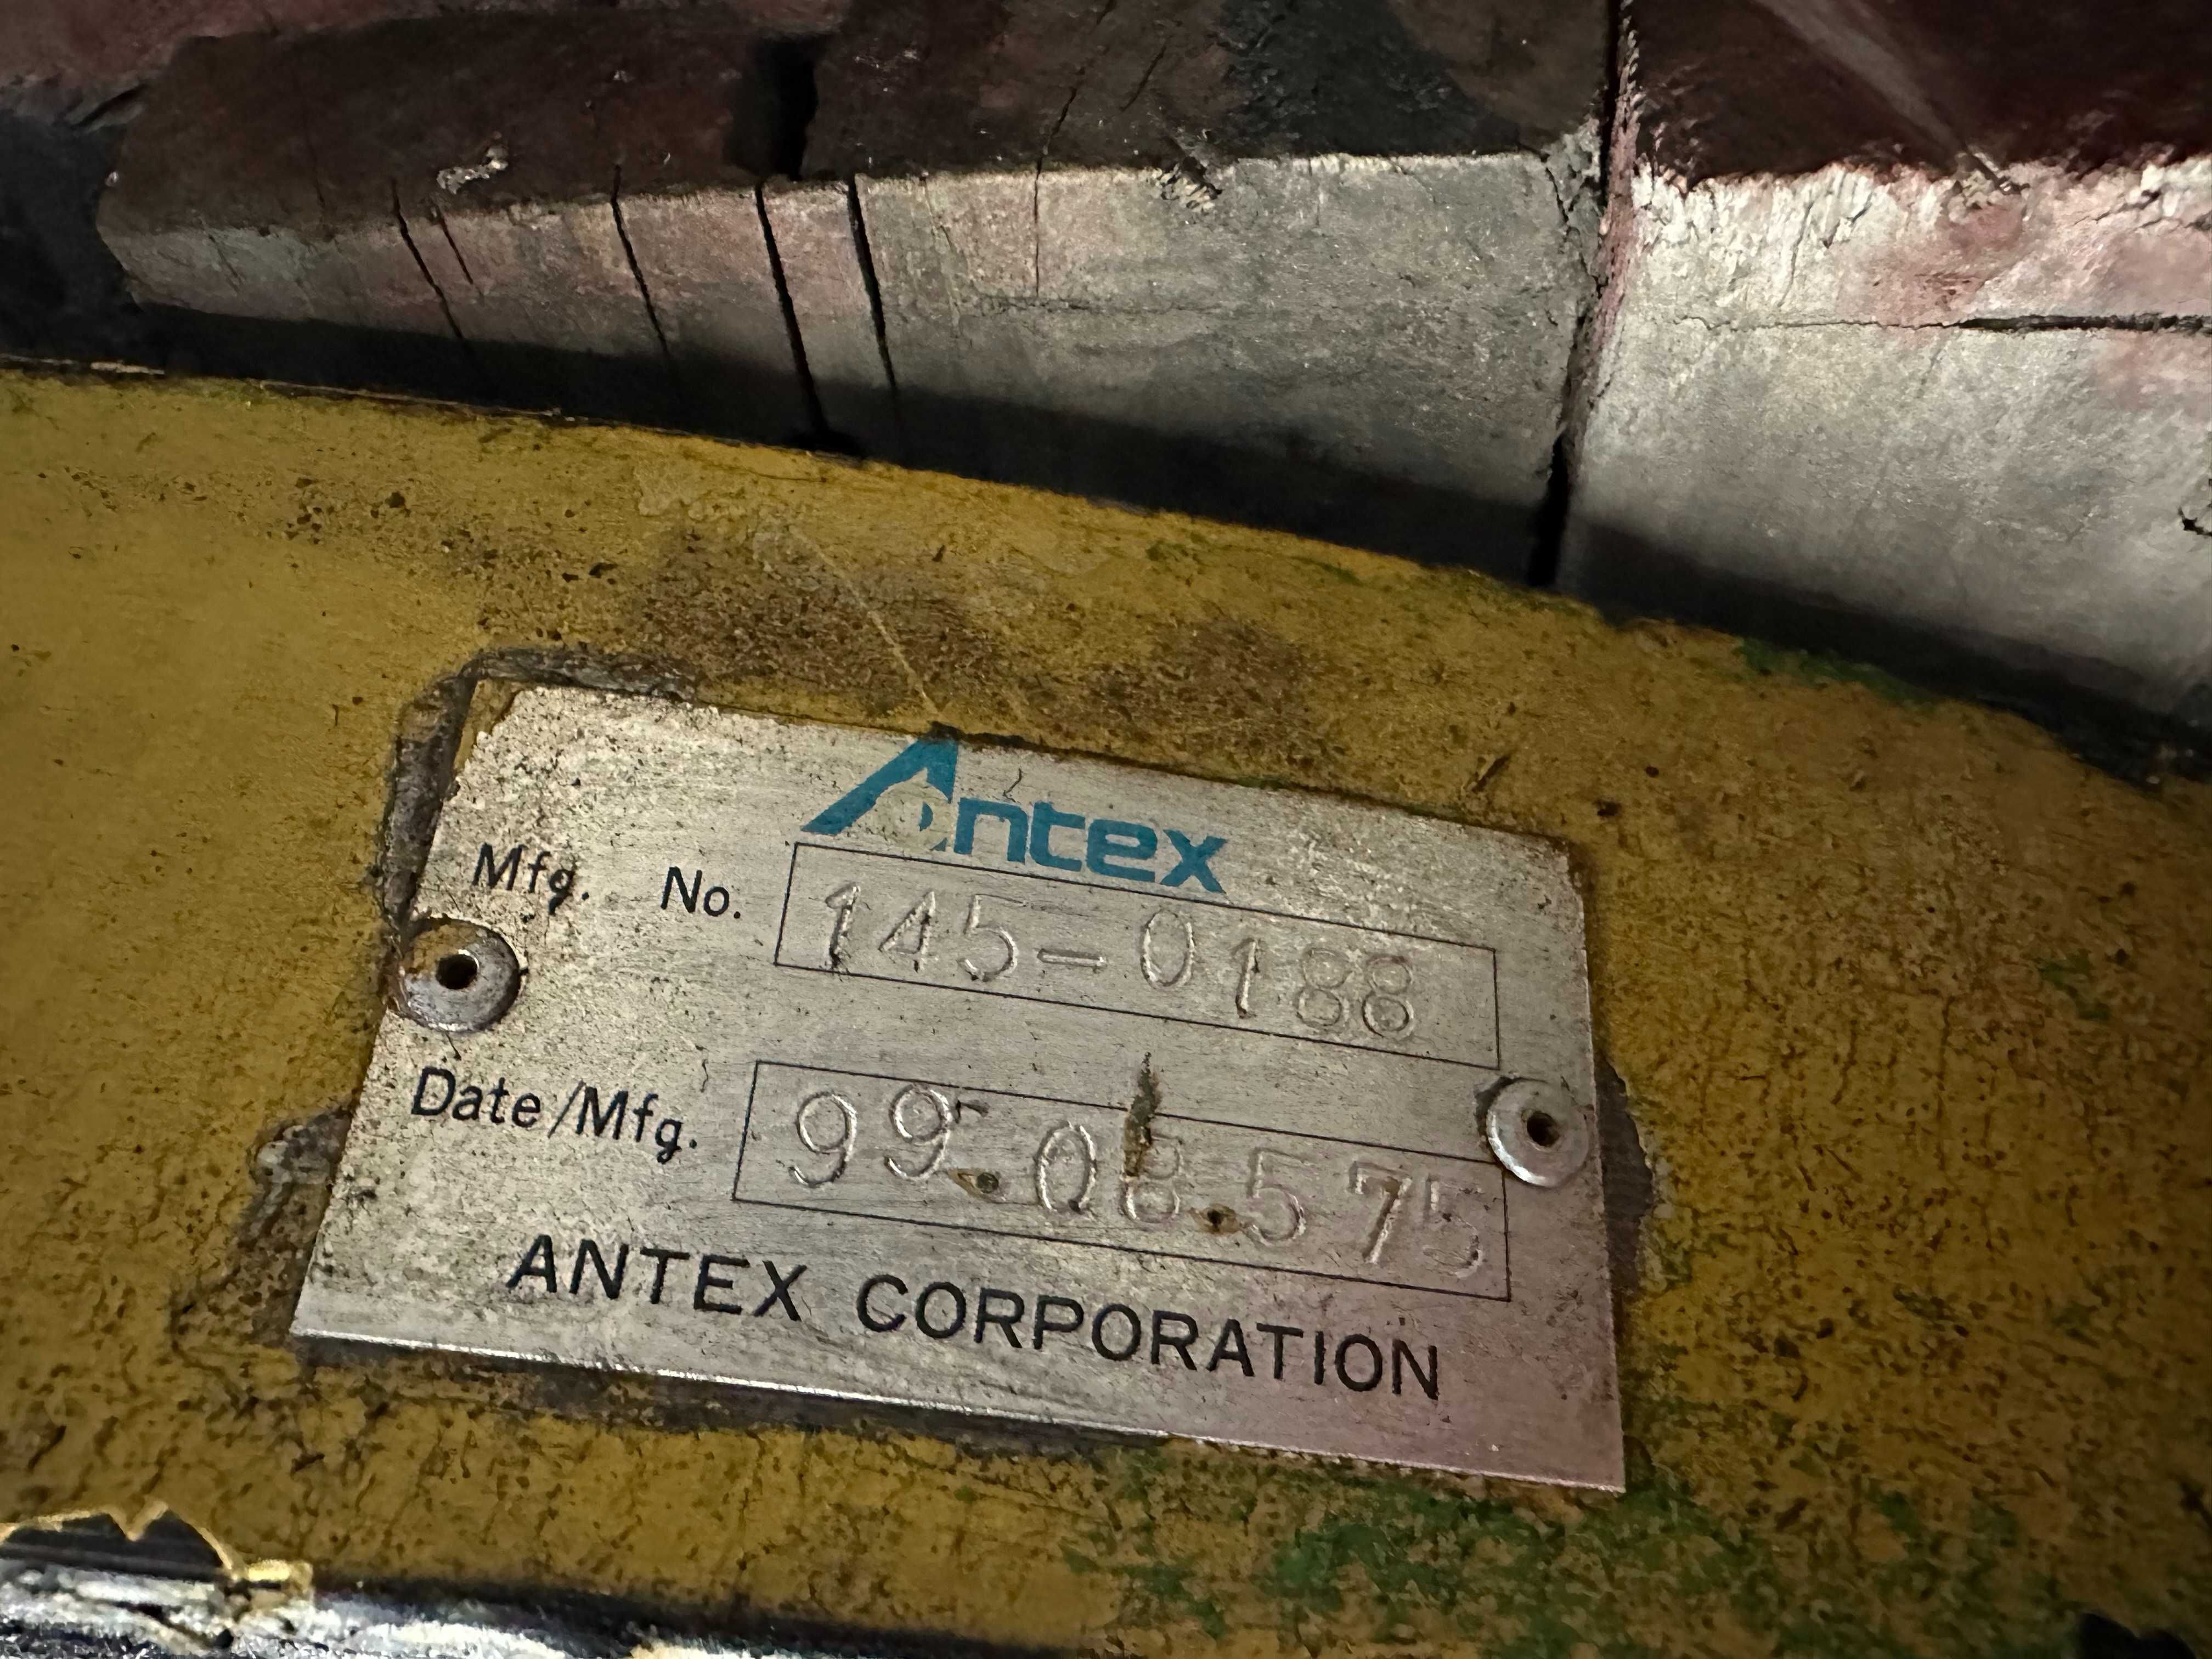 Antex
Mfg. No. 145-0188
Date/Mfg. 99.08.575
ANTEX CORPORATION